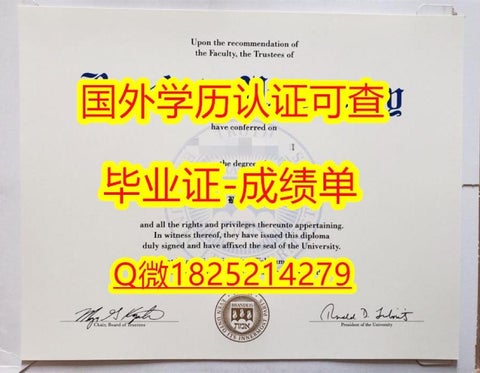 Upon the recommendation of
the Faculty, the Trustees of
国外学历认证可查
have conferred on
the degree
毕业证-成绩单
and all the rights and privileges thereunto appertaining.
In witness thereof, they have issued this diploma
duly signed and have affixed the seal of the University.
Q微1825214279
Chair, Board of Trustees
President of the University
BRANDEIS